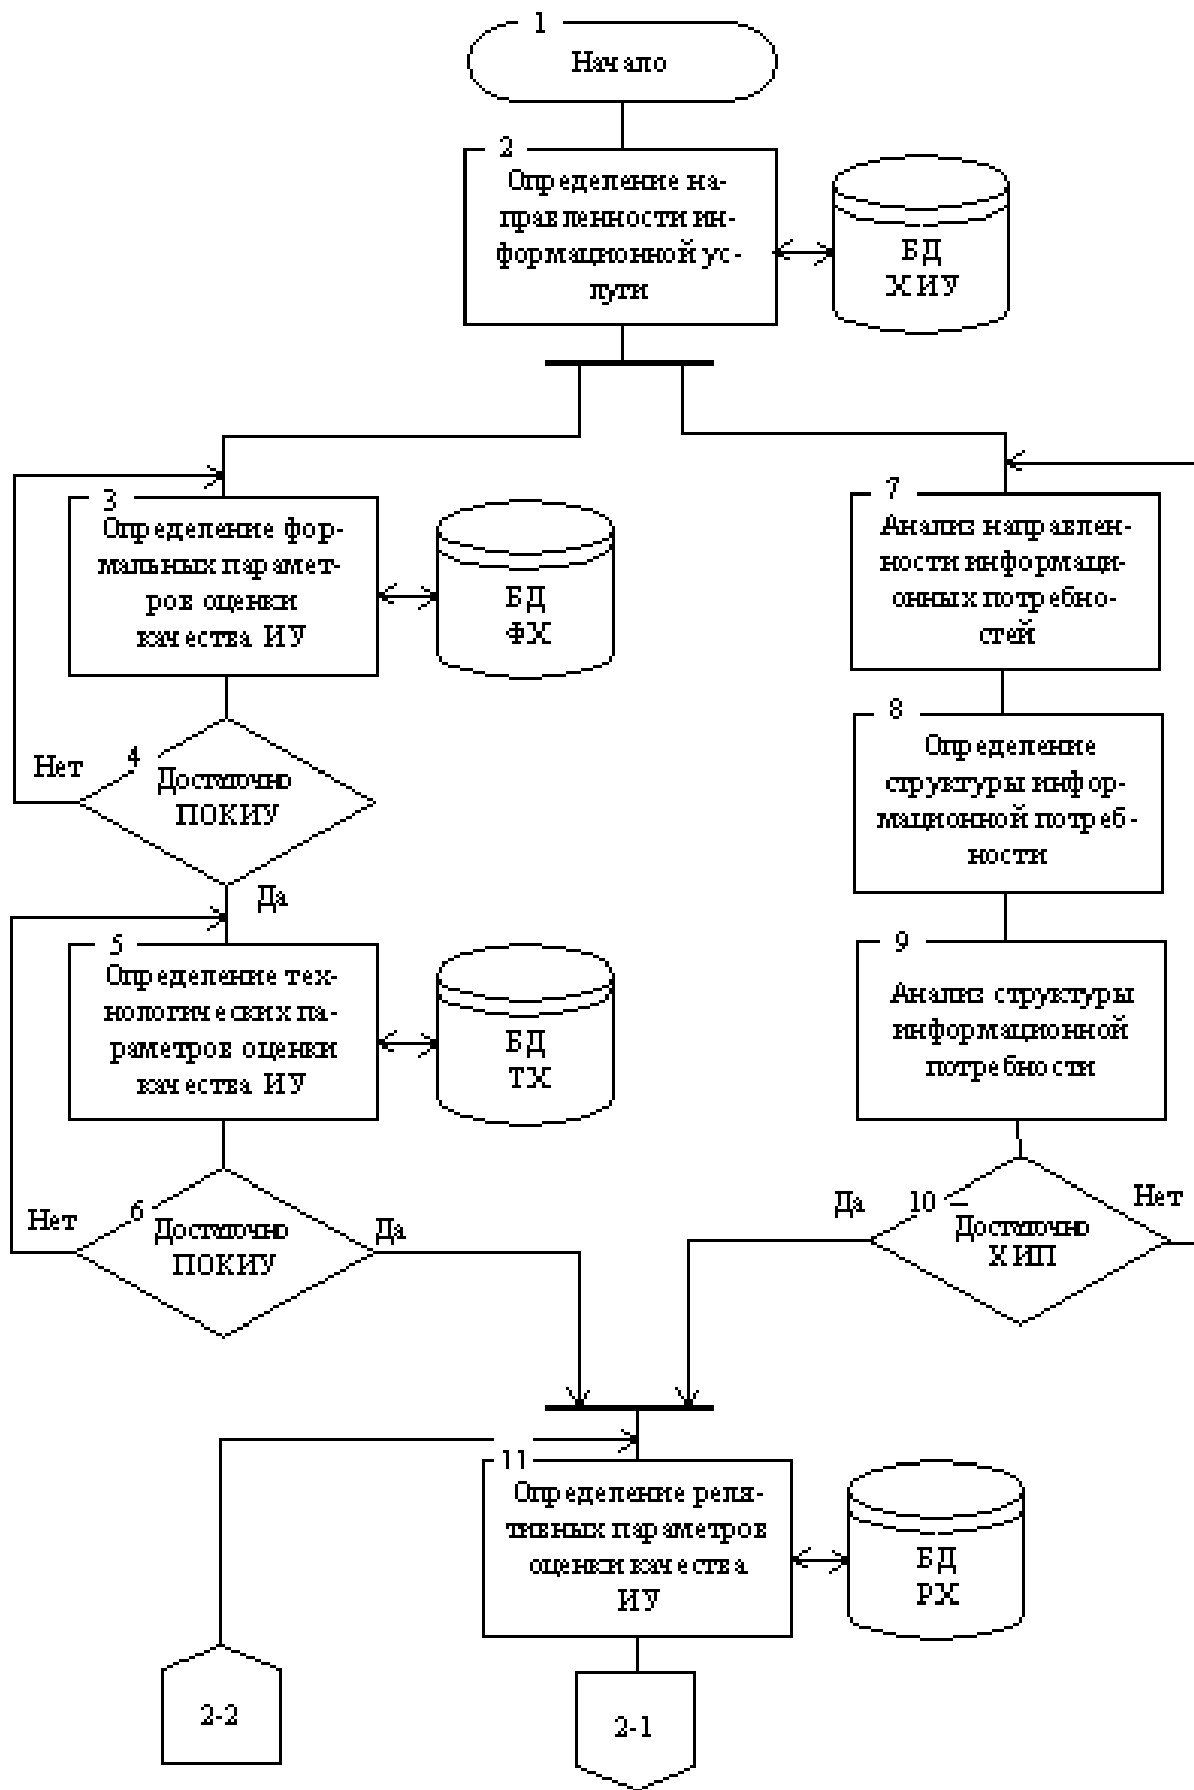 1
Начало
2
Определение на-
правленности ин-
формационной ус-
луги
БД
ХИУ
3
Определение фор-
мальных парамет-
ров оценки
качества ИУ
БД
ФХ
4
Нет
Достаточно
ПОКИУ
Да
5
Определение тех-
нологических па-
раметров оценки
качества ИУ
БД
ТХ
6
Нет
Достаточно
ПОКИУ
Да
7
Анализ направлен-
ности информаци-
онных потребно-
стей
8
Определение
структуры инфор-
мационной потреб-
ности
9
Анализ структуры
информационной
потребности
Да
10
Нет
Достаточно
ХИП
11
Определение реля-
тивных параметров
оценки качества
ИУ
БД
РХ
2-2
2-1